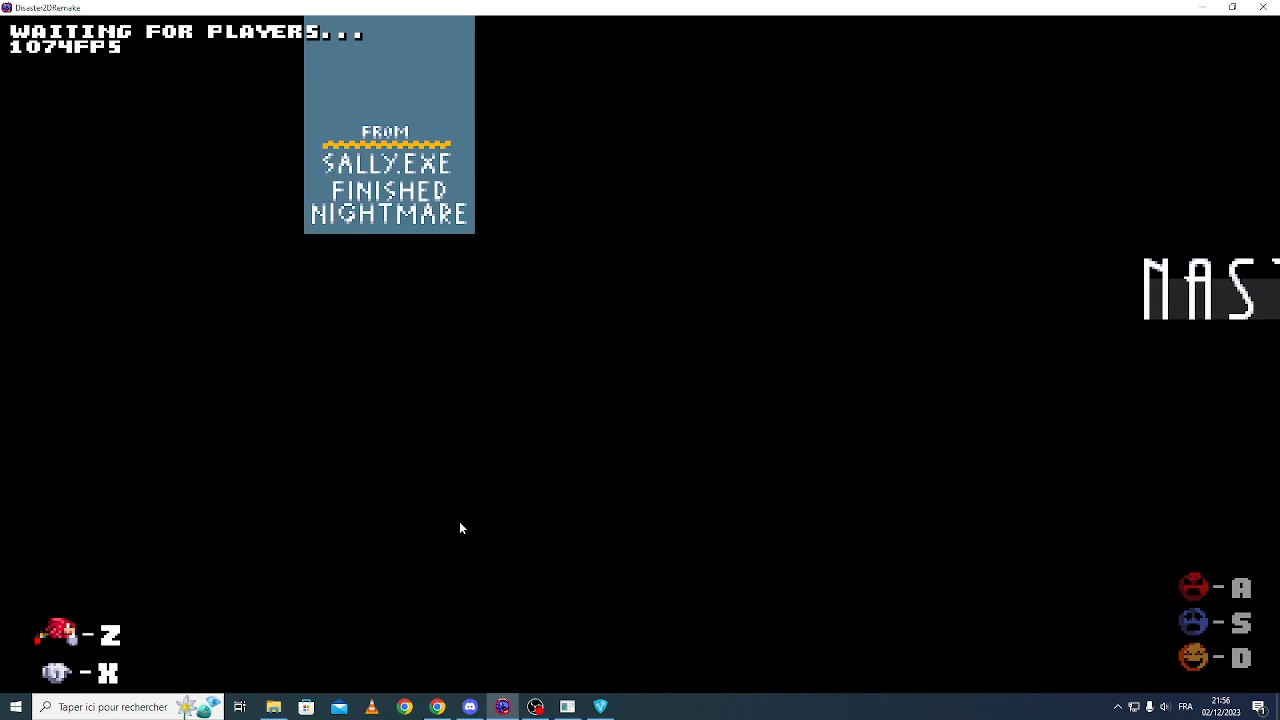 Disaster2DRemake
WAITING FOR PLAYERS...
1074FPS
FROM
SALLY.EXE
FINISHED
NIGHTMARE
NAS
- A
- S
- D
- Z
- X
Taper ici pour rechercher
FRA
21:56
02/12/2023